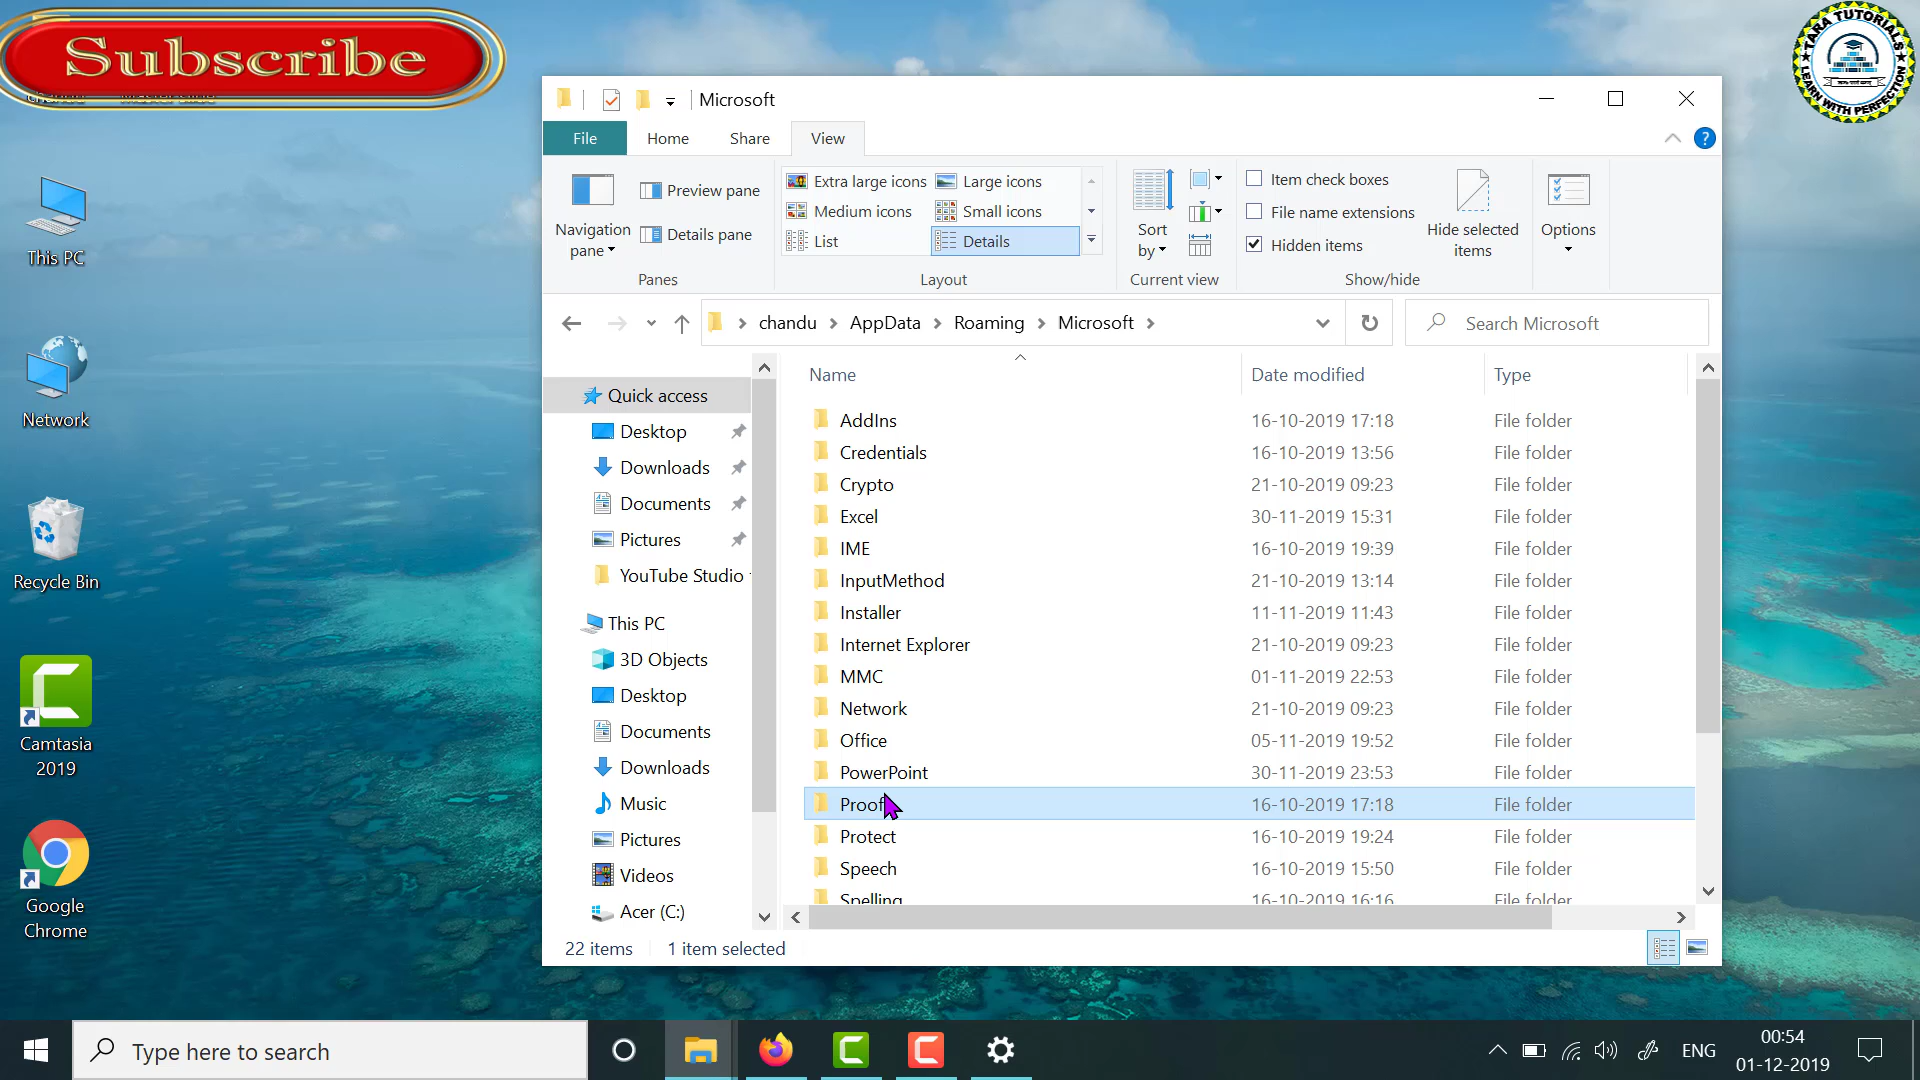 Subscribe
TARA TUTORIALS
LEARN WITH PERFECTION
Microsoft
File Home Share View
Navigation pane
Preview pane
Details pane
Panes
Extra large icons Large icons
Medium icons Small icons
List Details
Layout
Sort by
Current view
Item check boxes
File name extensions
Hidden items
Hide selected items
Show/hide
Options
chandu AppData Roaming Microsoft
Search Microsoft
Quick access
Desktop
Downloads
Documents
Pictures
YouTube Studio
This PC
3D Objects
Desktop
Documents
Downloads
Music
Pictures
Videos
Acer (C:)
Name Date modified Type
AddIns 16-10-2019 17:18 File folder
Credentials 16-10-2019 13:56 File folder
Crypto 21-10-2019 09:23 File folder
Excel 30-11-2019 15:31 File folder
IME 16-10-2019 19:39 File folder
InputMethod 21-10-2019 13:14 File folder
Installer 11-11-2019 11:43 File folder
Internet Explorer 21-10-2019 09:23 File folder
MMC 01-11-2019 22:53 File folder
Network 21-10-2019 09:23 File folder
Office 05-11-2019 19:52 File folder
PowerPoint 30-11-2019 23:53 File folder
Proof 16-10-2019 17:18 File folder
Protect 16-10-2019 19:24 File folder
Speech 16-10-2019 15:50 File folder
Spelling 16-10-2019 16:16 File folder
22 items 1 item selected
This PC
Network
Recycle Bin
Camtasia
2019
Google
Chrome
Type here to search
ENG
00:54
01-12-2019